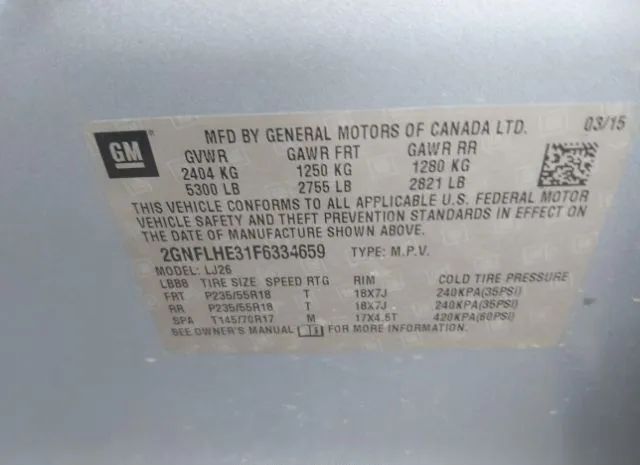 GM
MFD BY GENERAL MOTORS OF CANADA LTD. 03/15
GVWR GAWR FRT GAWR RR
2404 KG 1250 KG 1280 KG
5300 LB 2755 LB 2821 LB
THIS VEHICLE CONFORMS TO ALL APPLICABLE U.S. FEDERAL MOTOR
VEHICLE SAFETY AND THEFT PREVENTION STANDARDS IN EFFECT ON
THE DATE OF MANUFACTURE SHOWN ABOVE.
2GNFLHE31F6334659 TYPE: M.P.V.
MODEL: LJ26
LBB8 TIRE SIZE SPEED RTG RIM COLD TIRE PRESSURE
FRT P235/55R18 T 18X7J 240KPA(35PSI)
RR P235/55R18 T 18X7J 240KPA(35PSI)
SPA T145/70R17 M 17X4.5T 420KPA(60PSI)
SEE OWNER'S MANUAL FOR MORE INFORMATION.